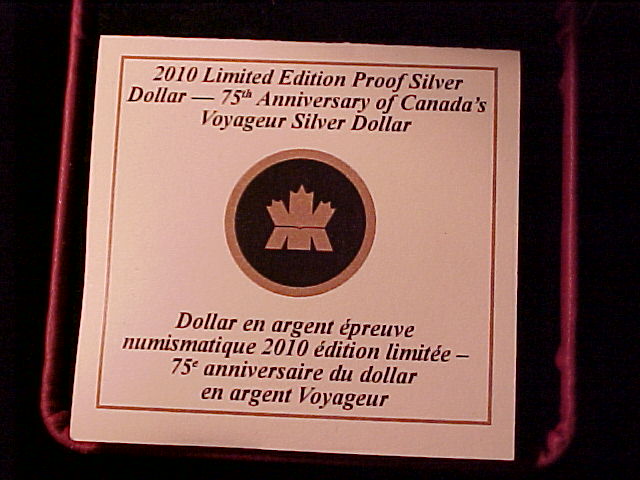 2010 Limited Edition Proof Silver
Dollar — 75th Anniversary of Canada's
Voyageur Silver Dollar
Dollar en argent épreuve
numismatique 2010 édition limitée –
75e anniversaire du dollar
en argent Voyageur